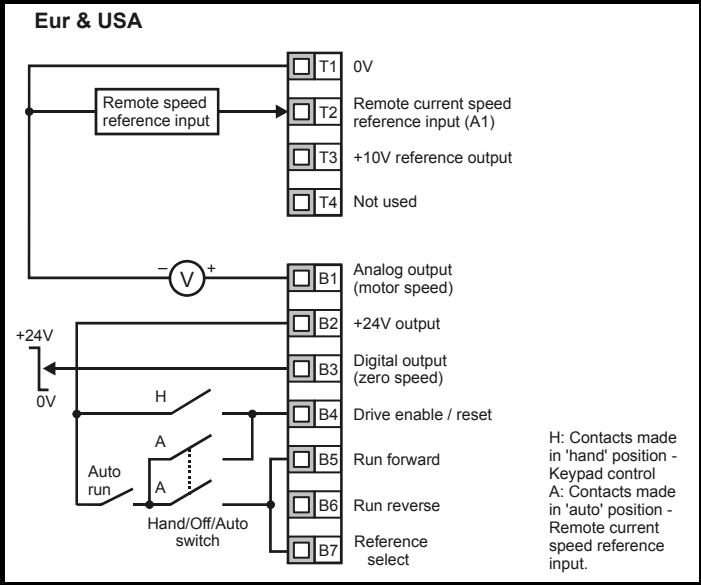 Eur & USA
T1 0V
Remote speed
reference input
T2 Remote current speed
reference input (A1)
T3 +10V reference output
T4 Not used
– V +
B1 Analog output
(motor speed)
B2 +24V output
+24V
0V
B3 Digital output
(zero speed)
H
B4 Drive enable / reset
A
B5 Run forward
Auto
run
A
B6 Run reverse
Hand/Off/Auto
switch
B7 Reference
select
H: Contacts made
in 'hand' position -
Keypad control
A: Contacts made
in 'auto' position -
Remote current
speed reference
input.